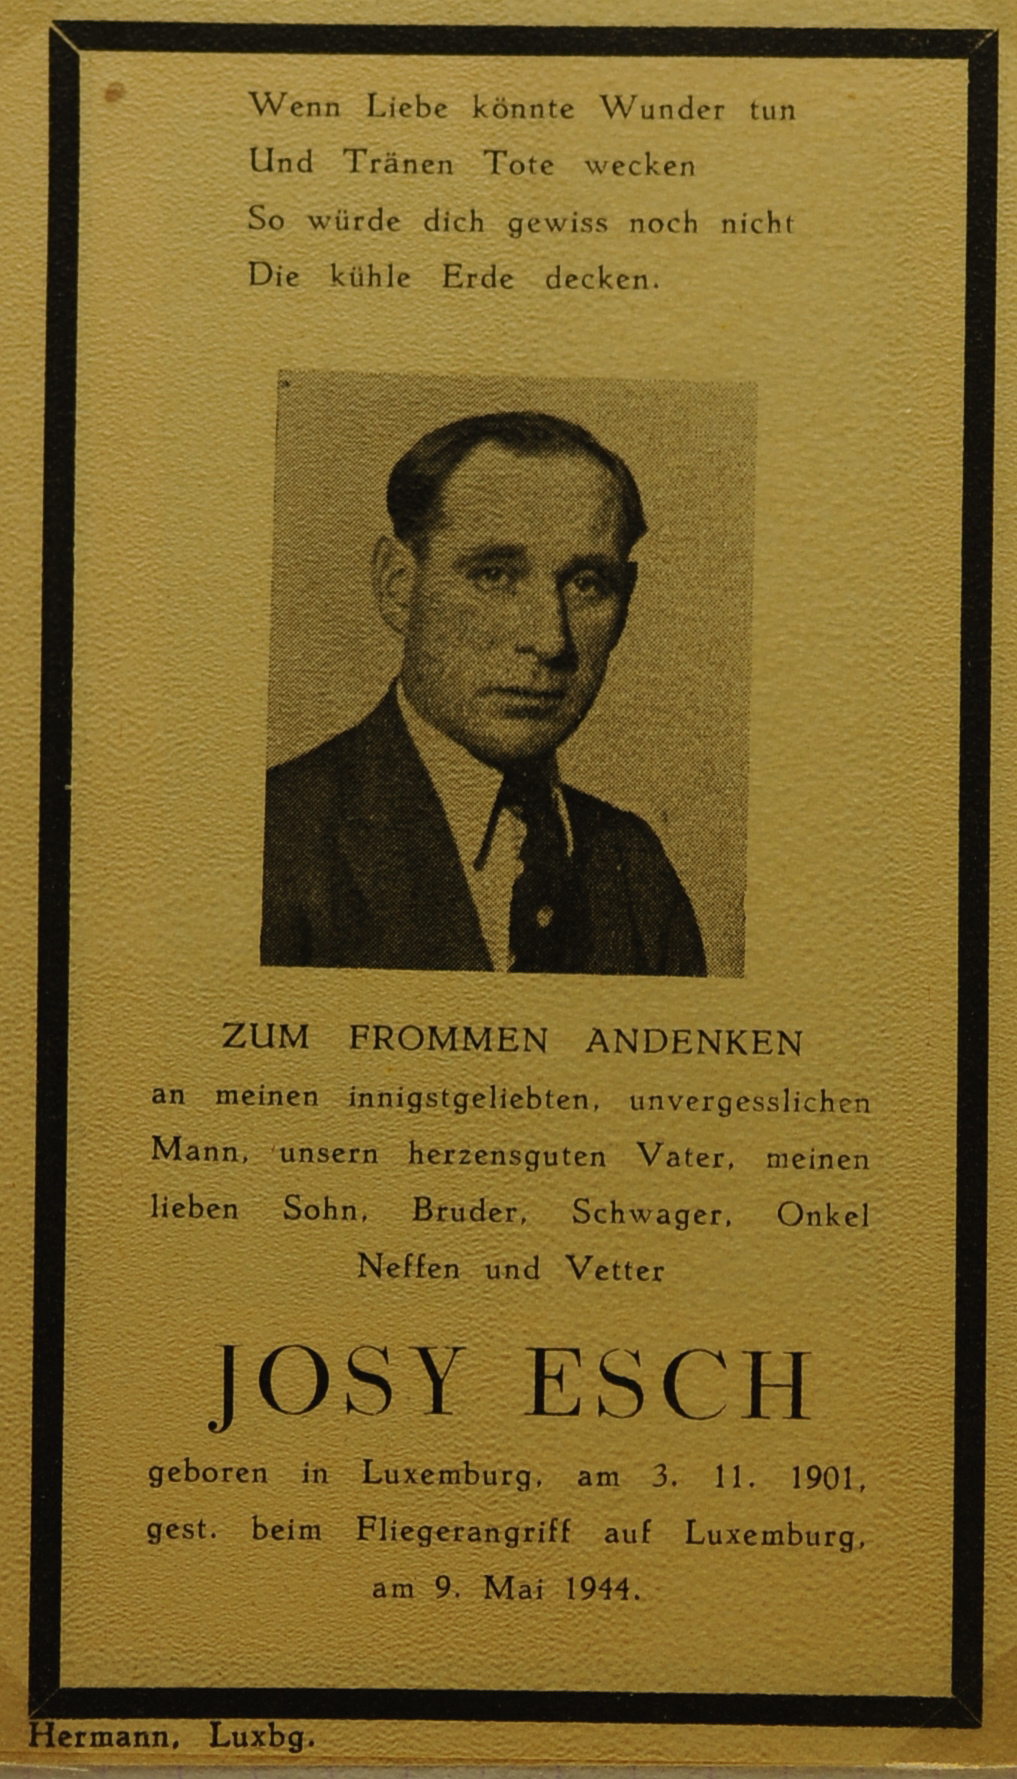 Wenn Liebe könnte Wunder tun
Und Tränen Tote wecken
So würde dich gewiss noch nicht
Die kühle Erde decken.
ZUM FROMMEN ANDENKEN
an meinen innigstgeliebten, unvergesslichen
Mann, unsern herzensguten Vater, meinen
lieben Sohn, Bruder, Schwager, Onkel
Neffen und Vetter
JOSY ESCH
geboren in Luxemburg, am 3. 11. 1901,
gest. beim Fliegerangriff auf Luxemburg,
am 9. Mai 1944.
Hermann, Luxbg.